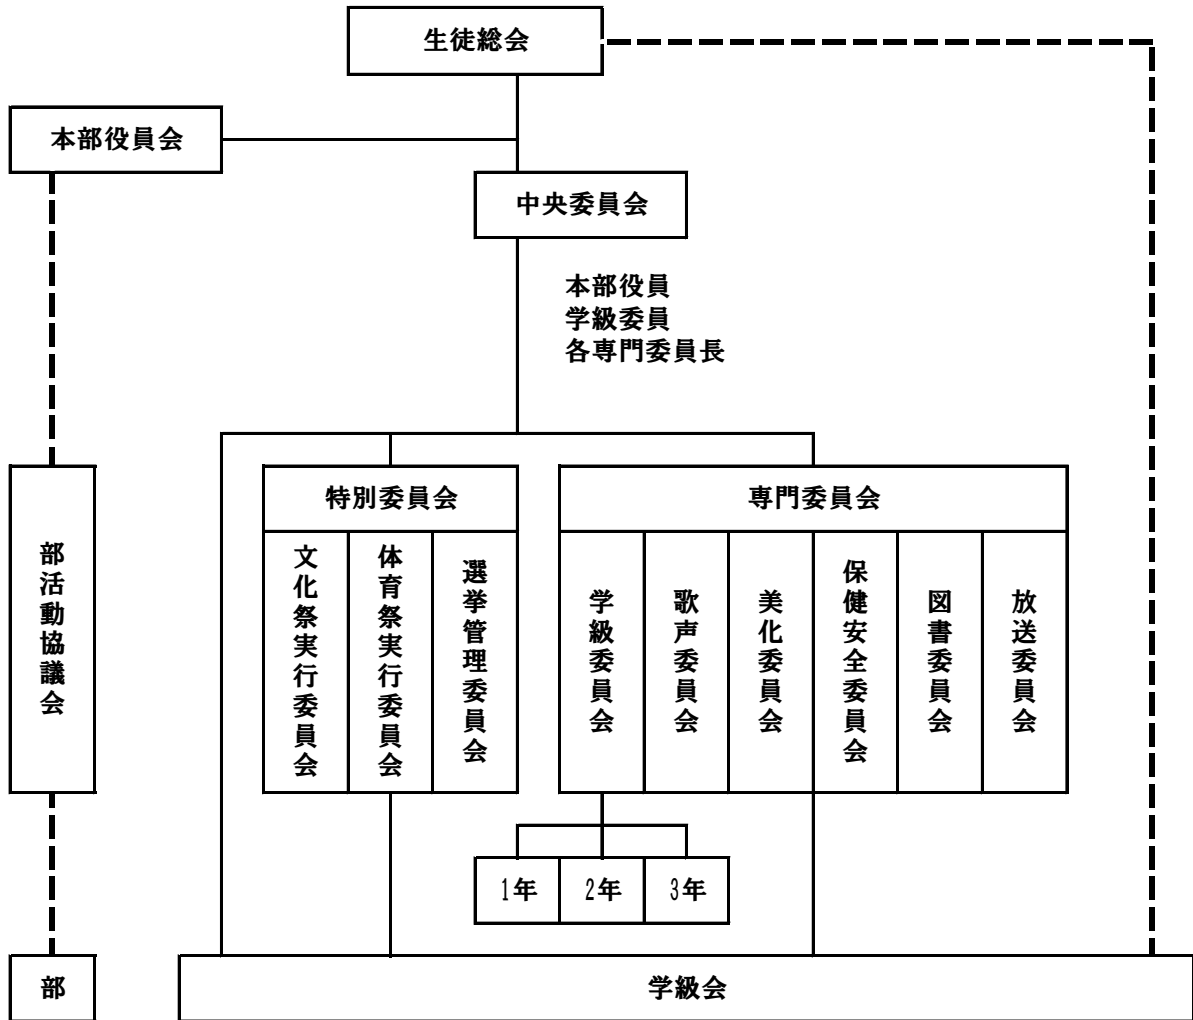 生徒総会
本部役員会
中央委員会
本部役員
学級委員
各専門委員長
特別委員会
専門委員会
部活動協議会
文化祭実行委員会
体育祭実行委員会
選挙管理委員会
学級委員会
歌声委員会
美化委員会
保健安全委員会
図書委員会
放送委員会
1年
2年
3年
部
学級会